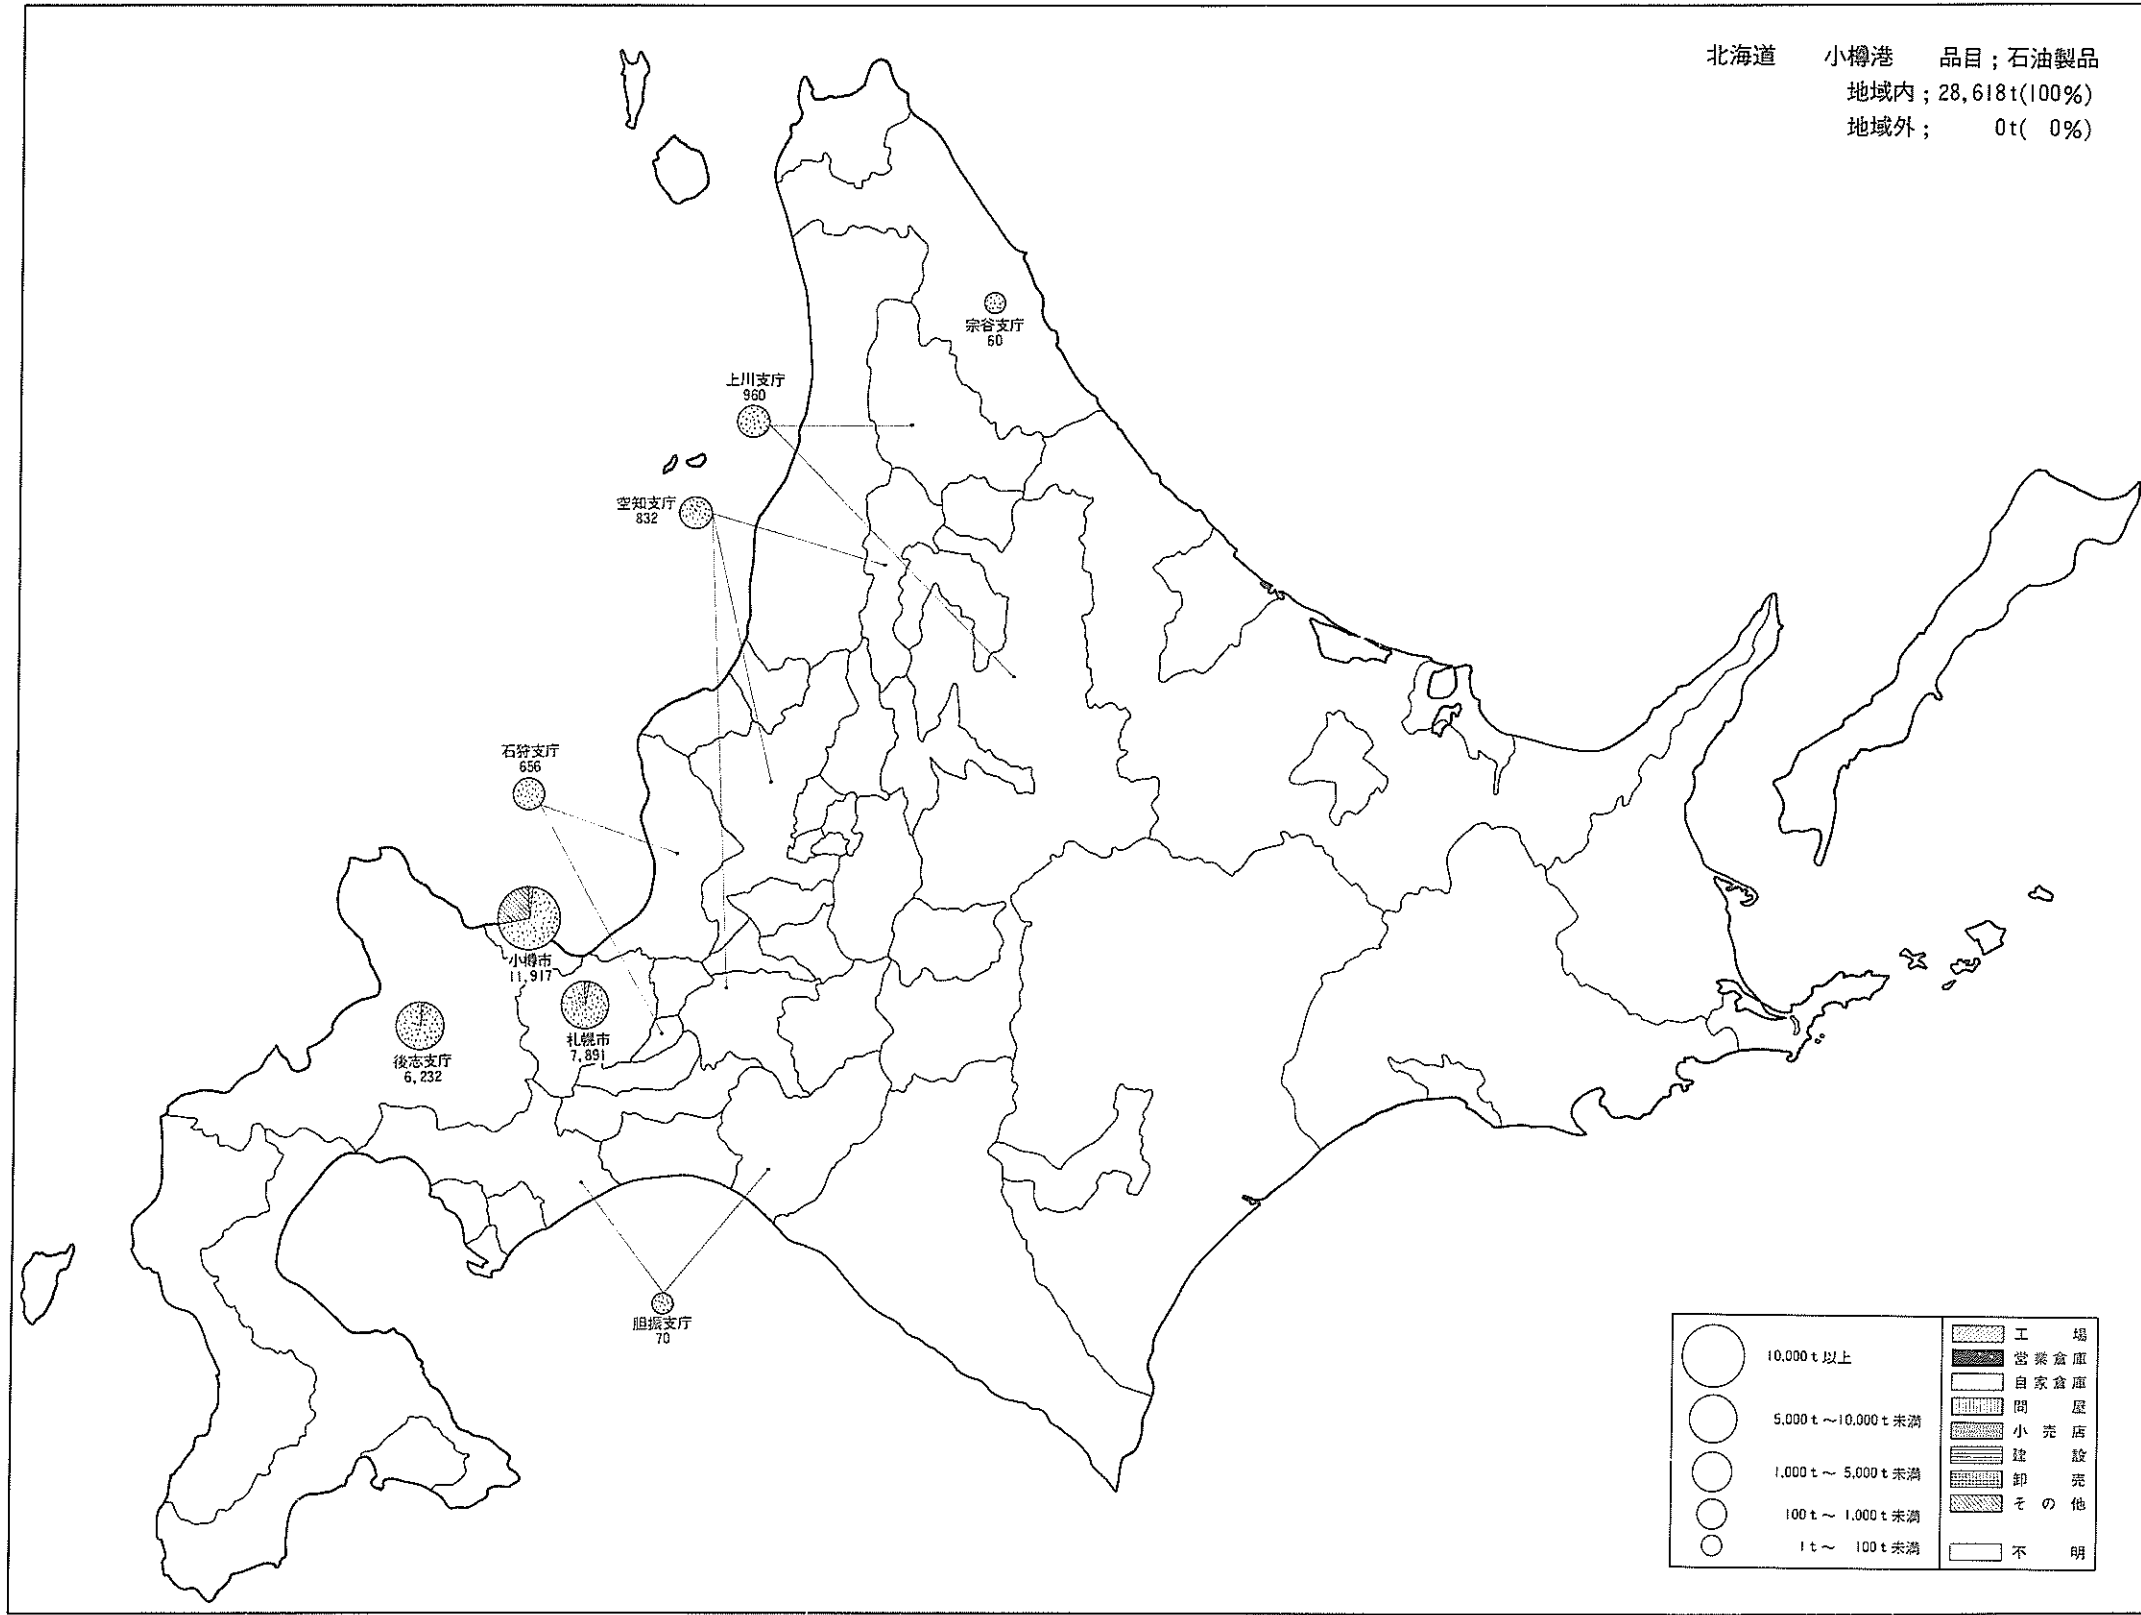 北海道 小樽港 品目；石油製品
地域内；28,618t(100%)
地域外； 0t( 0%)
宗谷支庁
60
上川支庁
960
空知支庁
832
石狩支庁
656
小樽市
11,917
札幌市
7,891
後志支庁
6,232
胆振支庁
70
10,000t以上
5,000t～10,000t未満
1,000t～5,000t未満
100t～1,000t未満
1t～100t未満
工場
営業倉庫
自家倉庫
問屋
小売店
建設
卸売
その他
不明